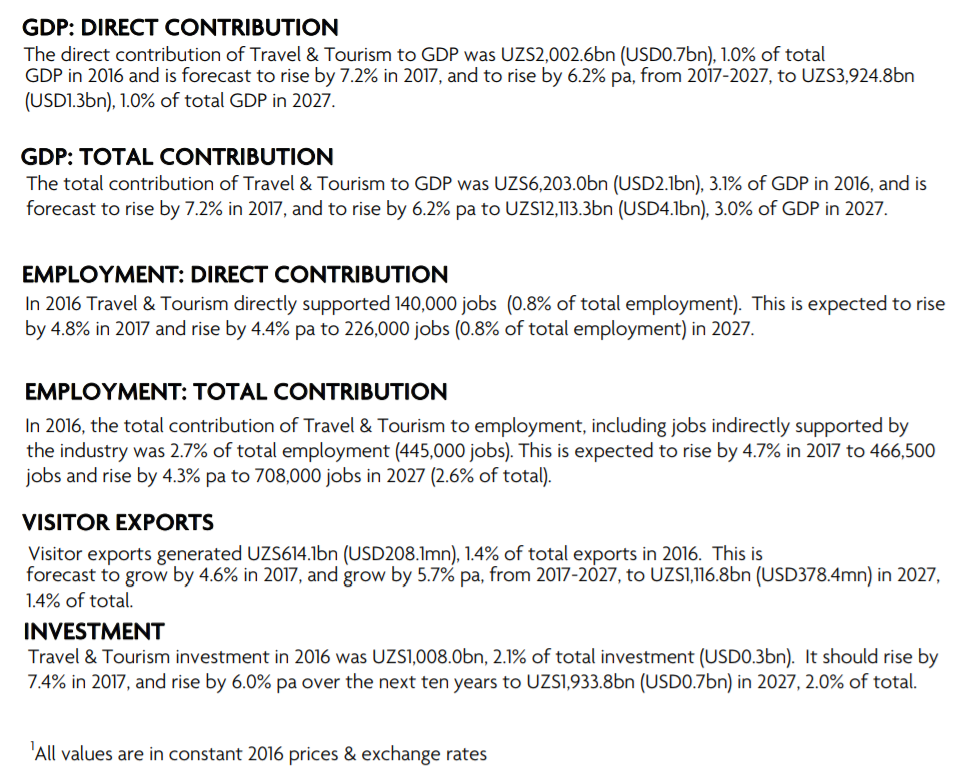 GDP: DIRECT CONTRIBUTION
The direct contribution of Travel & Tourism to GDP was UZS2,002.6bn (USD0.7bn), 1.0% of total
GDP in 2016 and is forecast to rise by 7.2% in 2017, and to rise by 6.2% pa, from 2017-2027, to UZS3,924.8bn
(USD1.3bn), 1.0% of total GDP in 2027.
GDP: TOTAL CONTRIBUTION
The total contribution of Travel & Tourism to GDP was UZS6,203.0bn (USD2.1bn), 3.1% of GDP in 2016, and is
forecast to rise by 7.2% in 2017, and to rise by 6.2% pa to UZS12,113.3bn (USD4.1bn), 3.0% of GDP in 2027.
EMPLOYMENT: DIRECT CONTRIBUTION
In 2016 Travel & Tourism directly supported 140,000 jobs (0.8% of total employment). This is expected to rise
by 4.8% in 2017 and rise by 4.4% pa to 226,000 jobs (0.8% of total employment) in 2027.
EMPLOYMENT: TOTAL CONTRIBUTION
In 2016, the total contribution of Travel & Tourism to employment, including jobs indirectly supported by
the industry was 2.7% of total employment (445,000 jobs). This is expected to rise by 4.7% in 2017 to 466,500
jobs and rise by 4.3% pa to 708,000 jobs in 2027 (2.6% of total).
VISITOR EXPORTS
Visitor exports generated UZS614.1bn (USD208.1mn), 1.4% of total exports in 2016. This is
forecast to grow by 4.6% in 2017, and grow by 5.7% pa, from 2017-2027, to UZS1,116.8bn (USD378.4mn) in 2027,
1.4% of total.
INVESTMENT
Travel & Tourism investment in 2016 was UZS1,008.0bn, 2.1% of total investment (USD0.3bn). It should rise by
7.4% in 2017, and rise by 6.0% pa over the next ten years to UZS1,933.8bn (USD0.7bn) in 2027, 2.0% of total.
¹All values are in constant 2016 prices & exchange rates